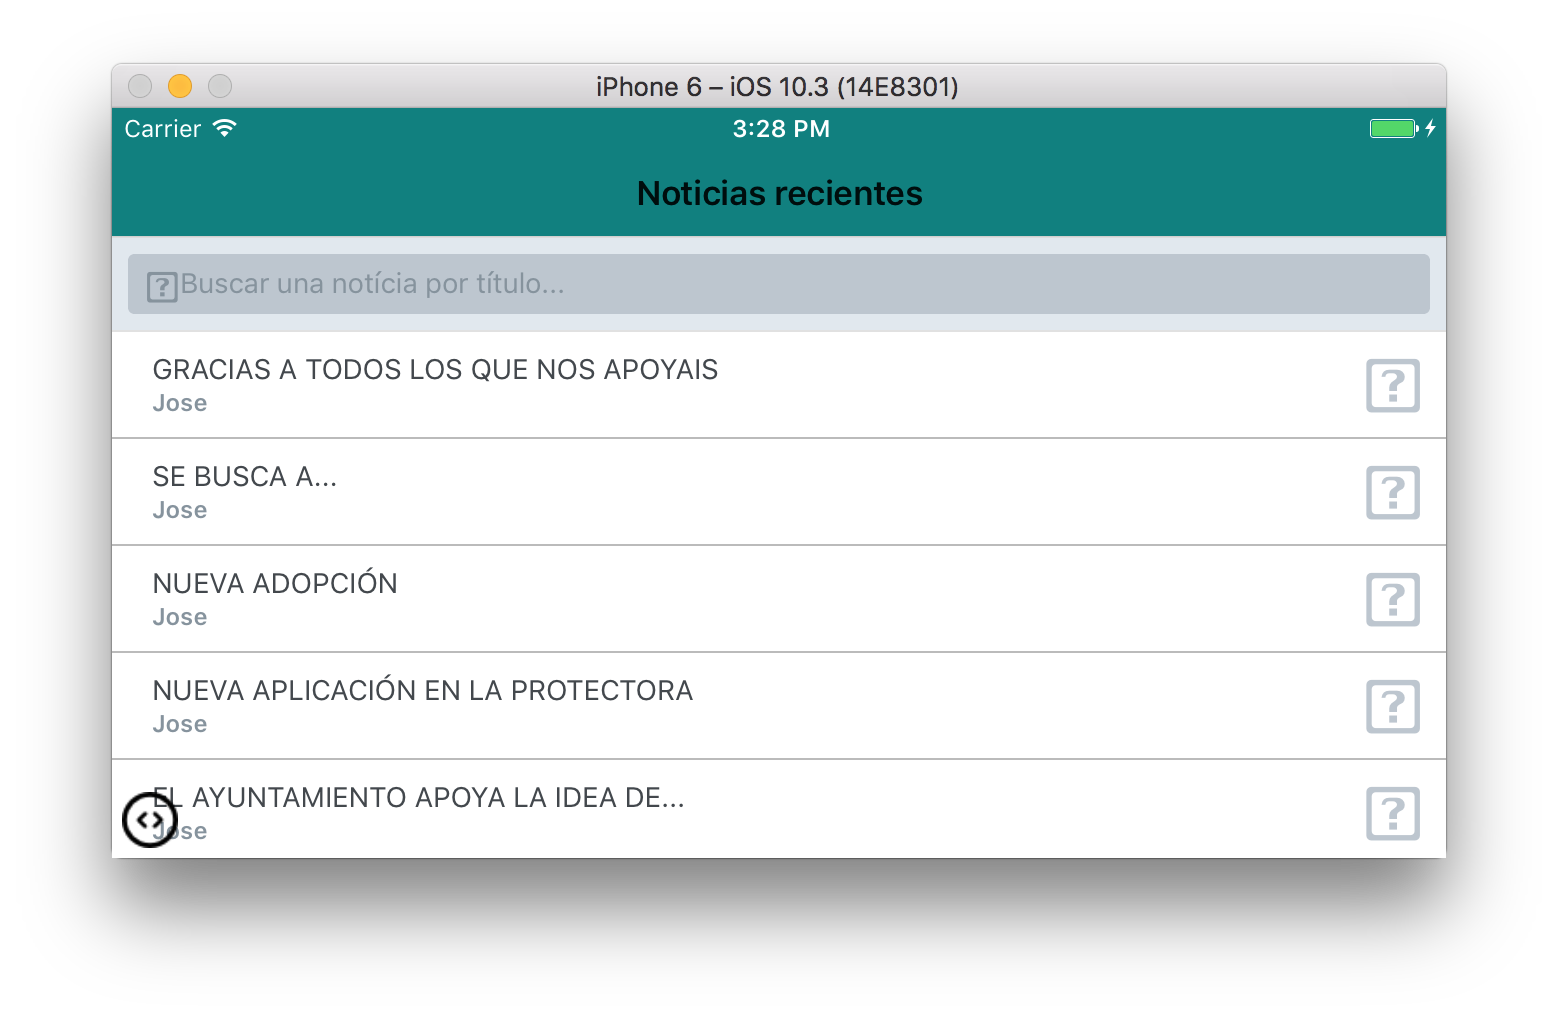 iPhone 6 – iOS 10.3 (14E8301)
Carrier 3:28 PM
Noticias recientes
? Buscar una notícia por título...
GRACIAS A TODOS LOS QUE NOS APOYAIS
Jose
?
SE BUSCA A...
Jose
?
NUEVA ADOPCIÓN
Jose
?
NUEVA APLICACIÓN EN LA PROTECTORA
Jose
?
EL AYUNTAMIENTO APOYA LA IDEA DE...
Jose
?